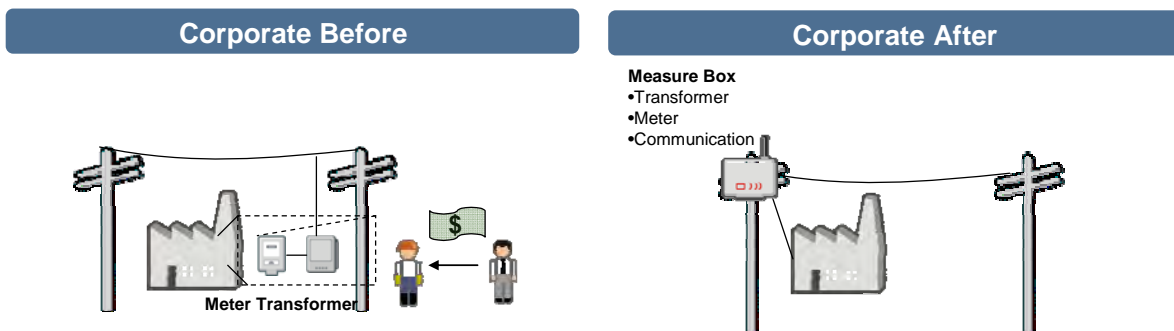 Corporate Before
$
Meter Transformer
Corporate After
Measure Box
•Transformer
•Meter
•Communication